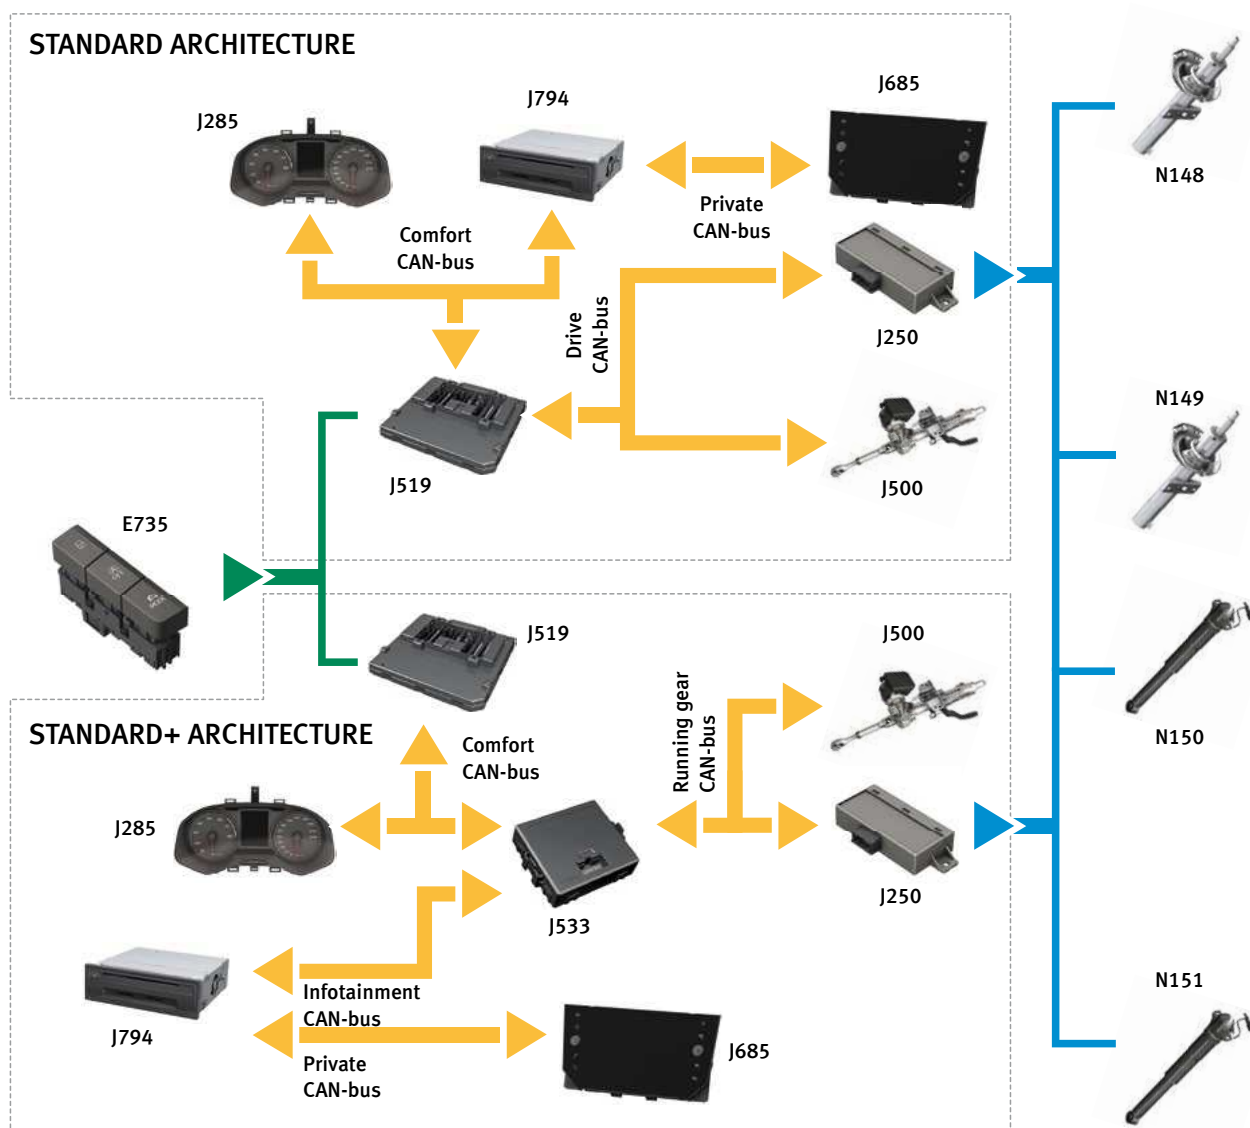 STANDARD ARCHITECTURE
J285
J794
J685
N148
Comfort
CAN-bus
Private
CAN-bus
Drive
CAN-bus
J250
N149
J519
J500
E735
J519
J500
STANDARD+ ARCHITECTURE
Comfort
CAN-bus
Running gear
CAN-bus
N150
J285
J250
J533
Infotainment
CAN-bus
N151
J794
Private
CAN-bus
J685